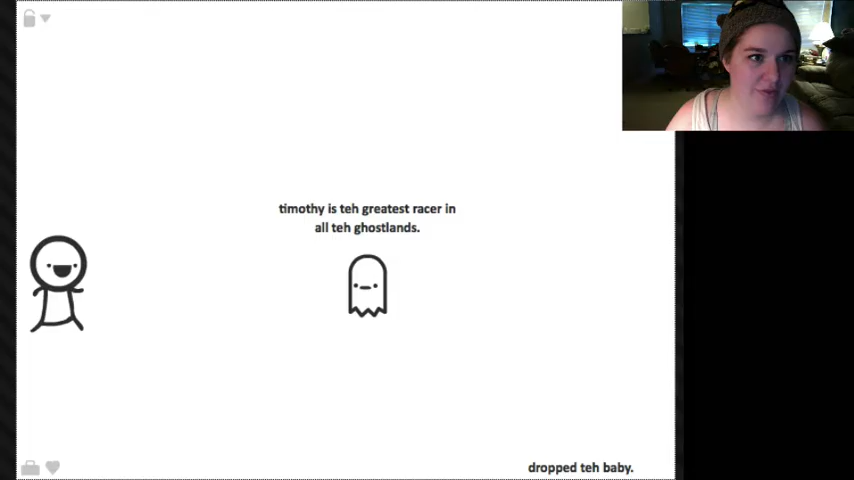 timothy is teh greatest racer in
all teh ghostlands.
dropped teh baby.